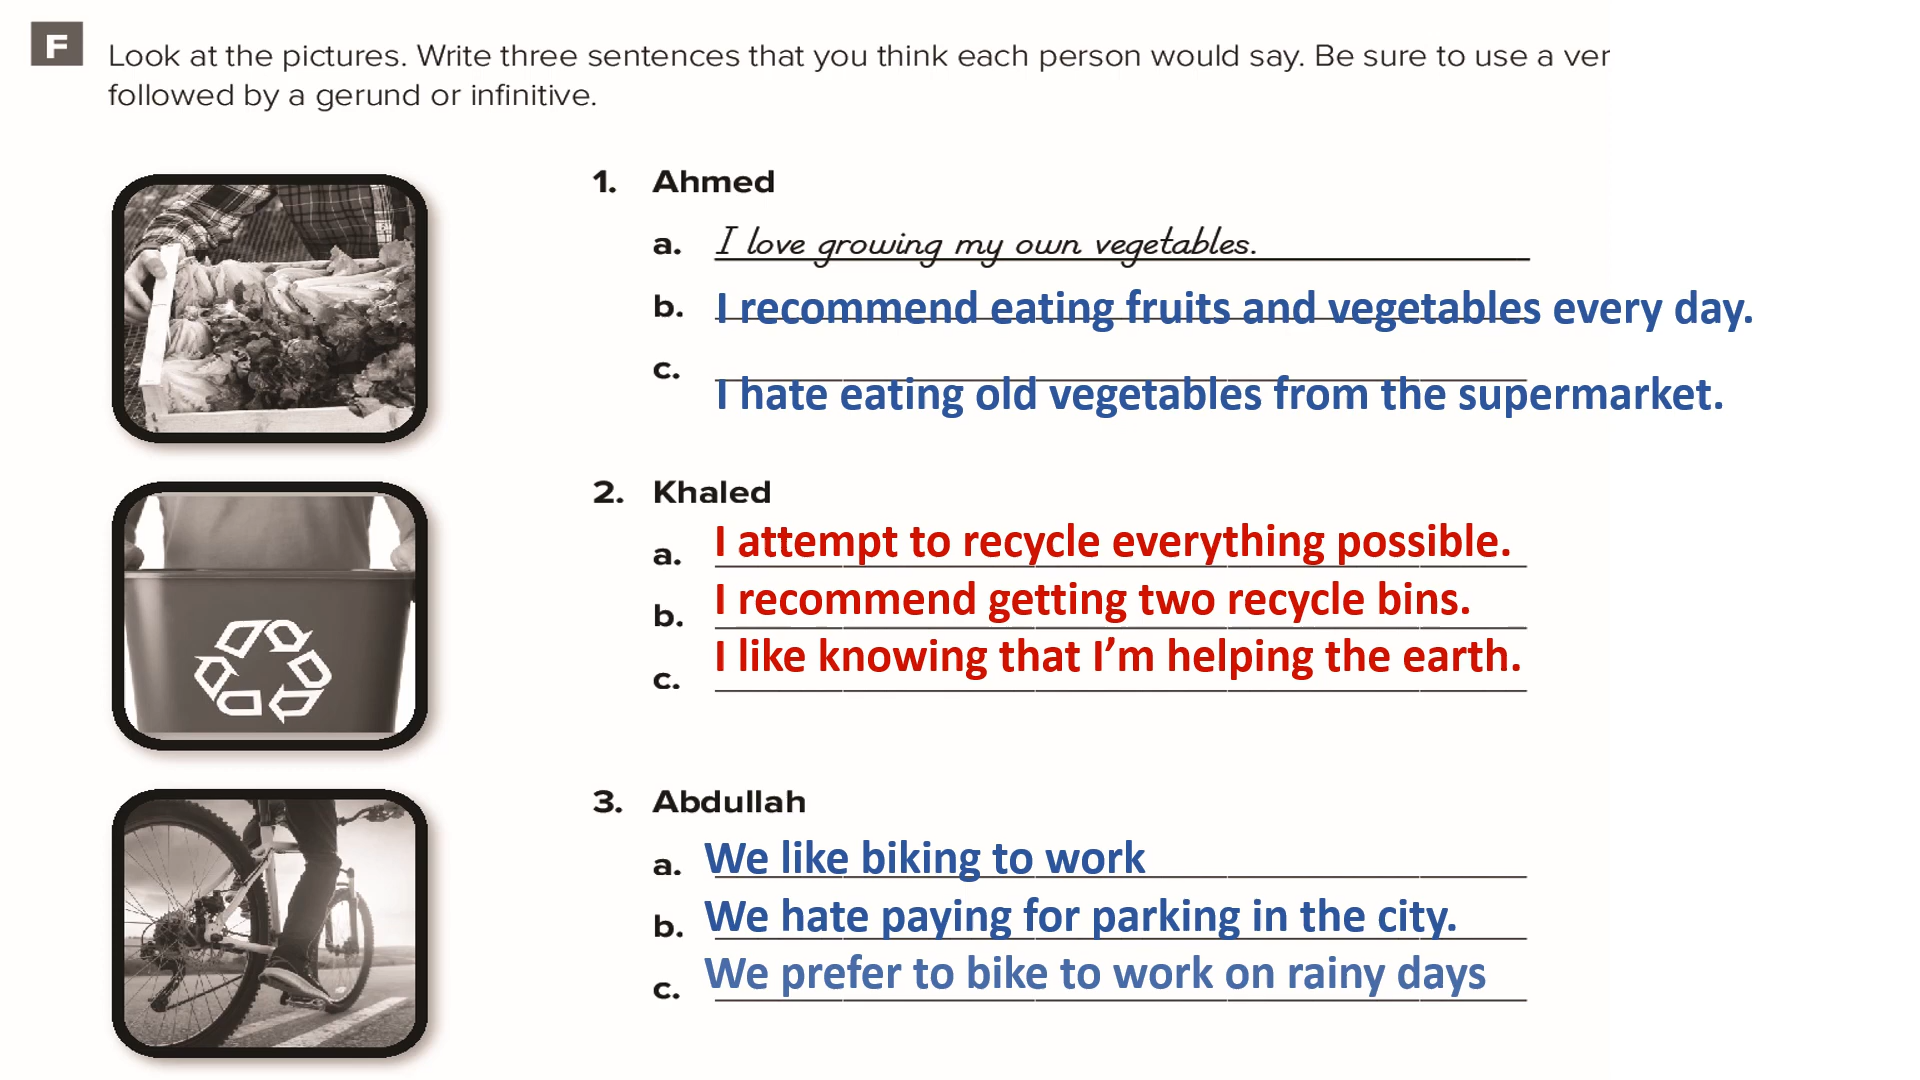 F
Look at the pictures. Write three sentences that you think each person would say. Be sure to use a ver
followed by a gerund or infinitive.
1. Ahmed
a. I love growing my own vegetables.
b. I recommend eating fruits and vegetables every day.
c. I hate eating old vegetables from the supermarket.
2. Khaled
a. I attempt to recycle everything possible.
b. I recommend getting two recycle bins.
c. I like knowing that I’m helping the earth.
3. Abdullah
a. We like biking to work
b. We hate paying for parking in the city.
c. We prefer to bike to work on rainy days